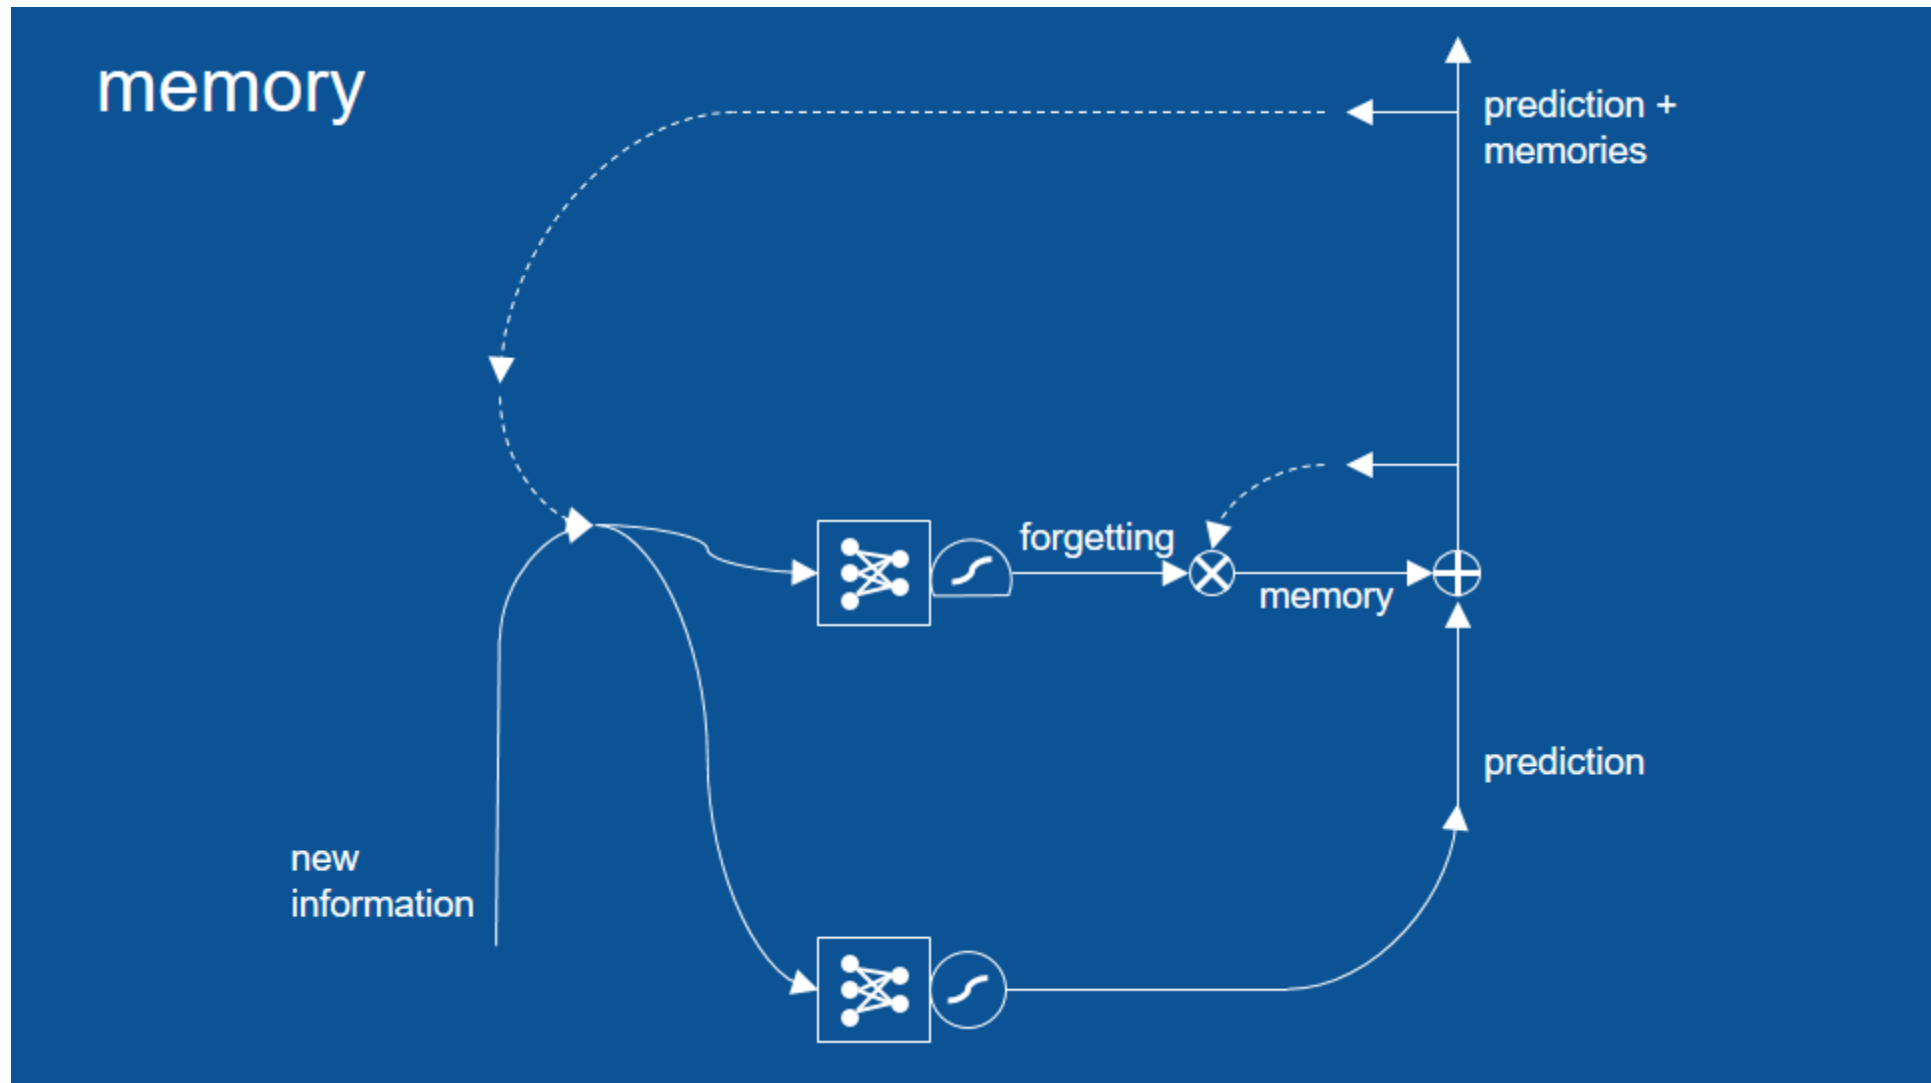 memory
prediction +
memories
forgetting
memory
prediction
new
information